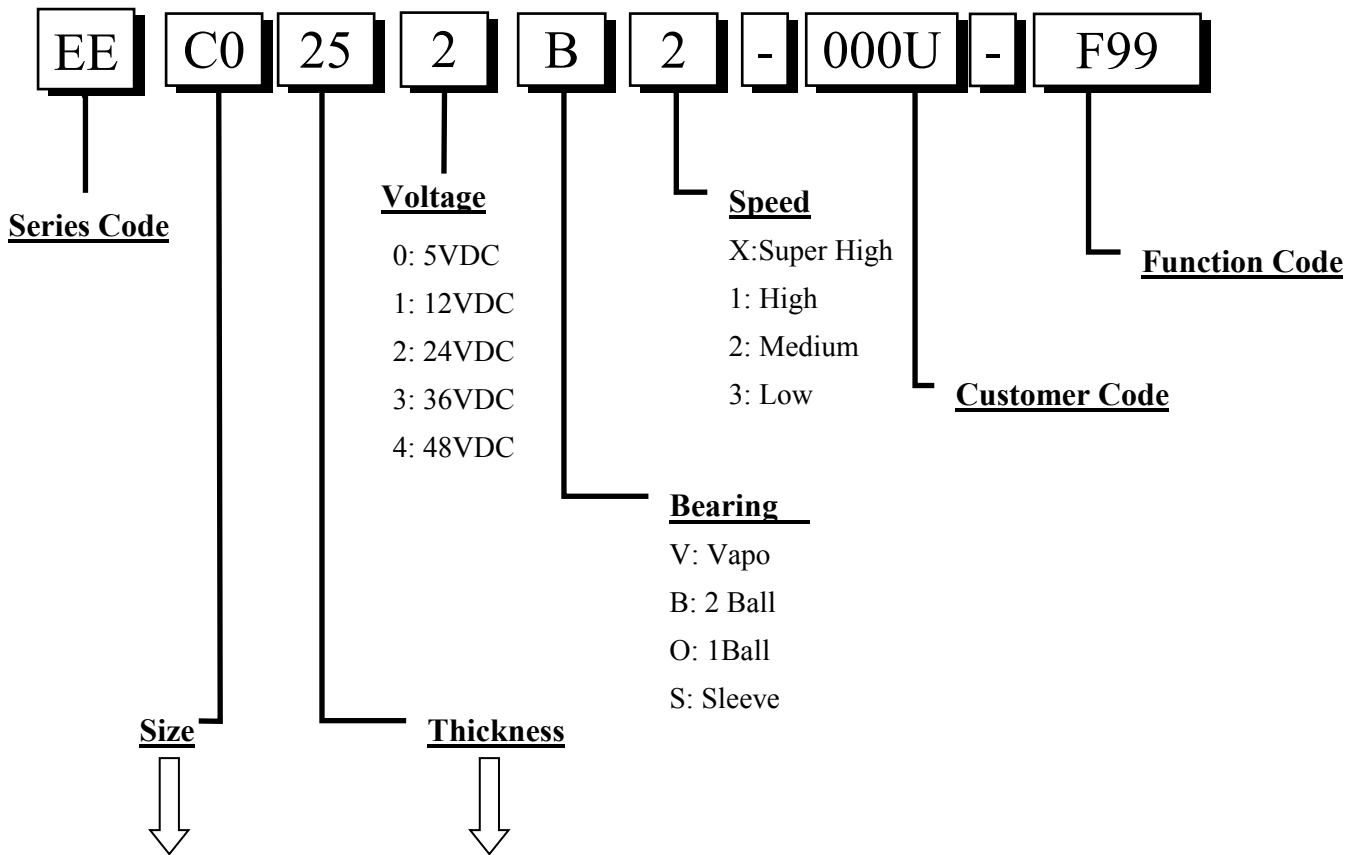 EE C0 25 2 B 2 - 000U - F99
Series Code
Voltage
0: 5VDC
1: 12VDC
2: 24VDC
3: 36VDC
4: 48VDC
Speed
X:Super High
1: High
2: Medium
3: Low
Function Code
Customer Code
Bearing
V: Vapo
B: 2 Ball
O: 1Ball
S: Sleeve
Size
Thickness